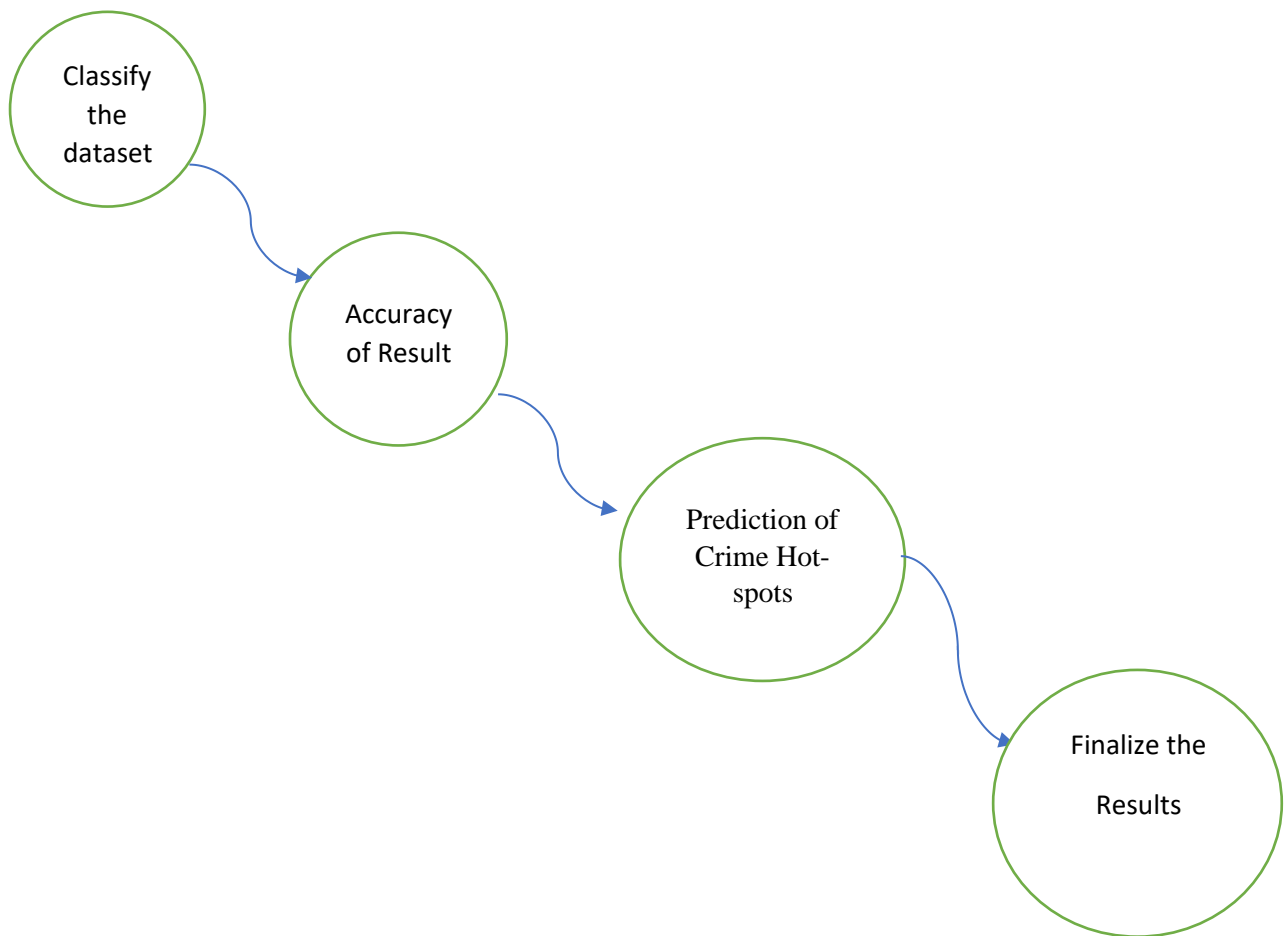 Classify
the
dataset
Accuracy
of Result
Prediction of
Crime Hot-
spots
Finalize the
Results